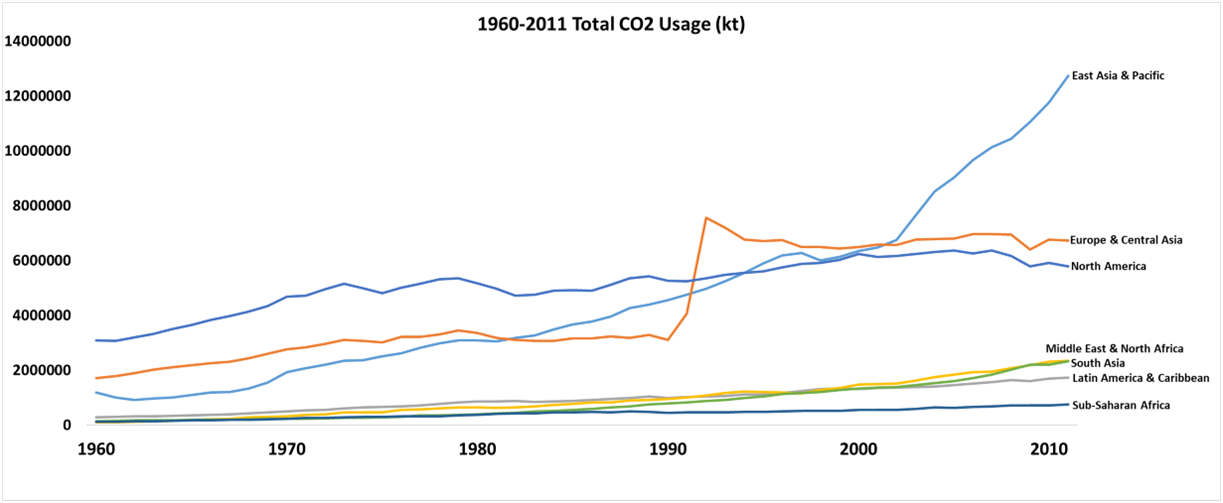 1960-2011 Total CO2 Usage (kt)
14000000
12000000
10000000
8000000
6000000
4000000
2000000
0
East Asia & Pacific
Europe & Central Asia
North America
Middle East & North Africa
South Asia
Latin America & Caribbean
Sub-Saharan Africa
1960 1970 1980 1990 2000 2010